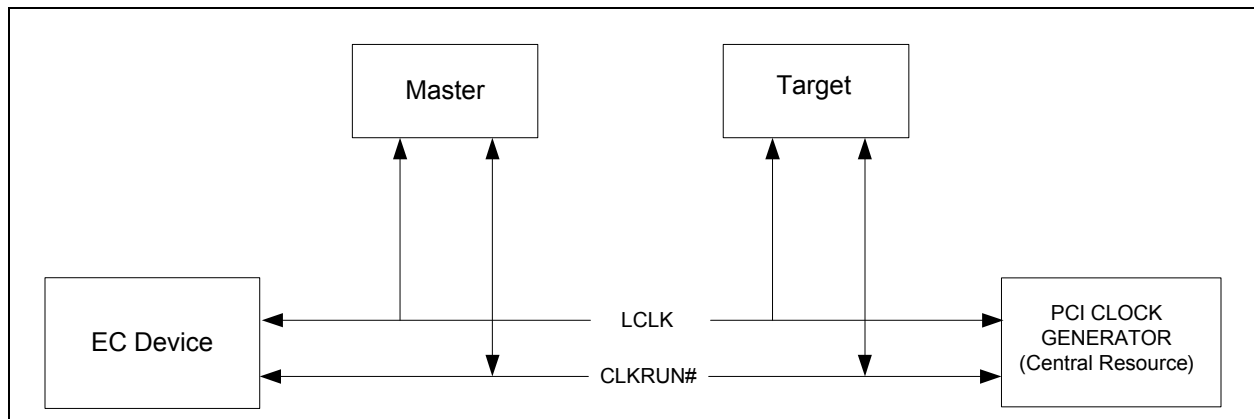 Master
Target
EC Device
LCLK
CLKRUN#
PCI CLOCK
GENERATOR
(Central Resource)